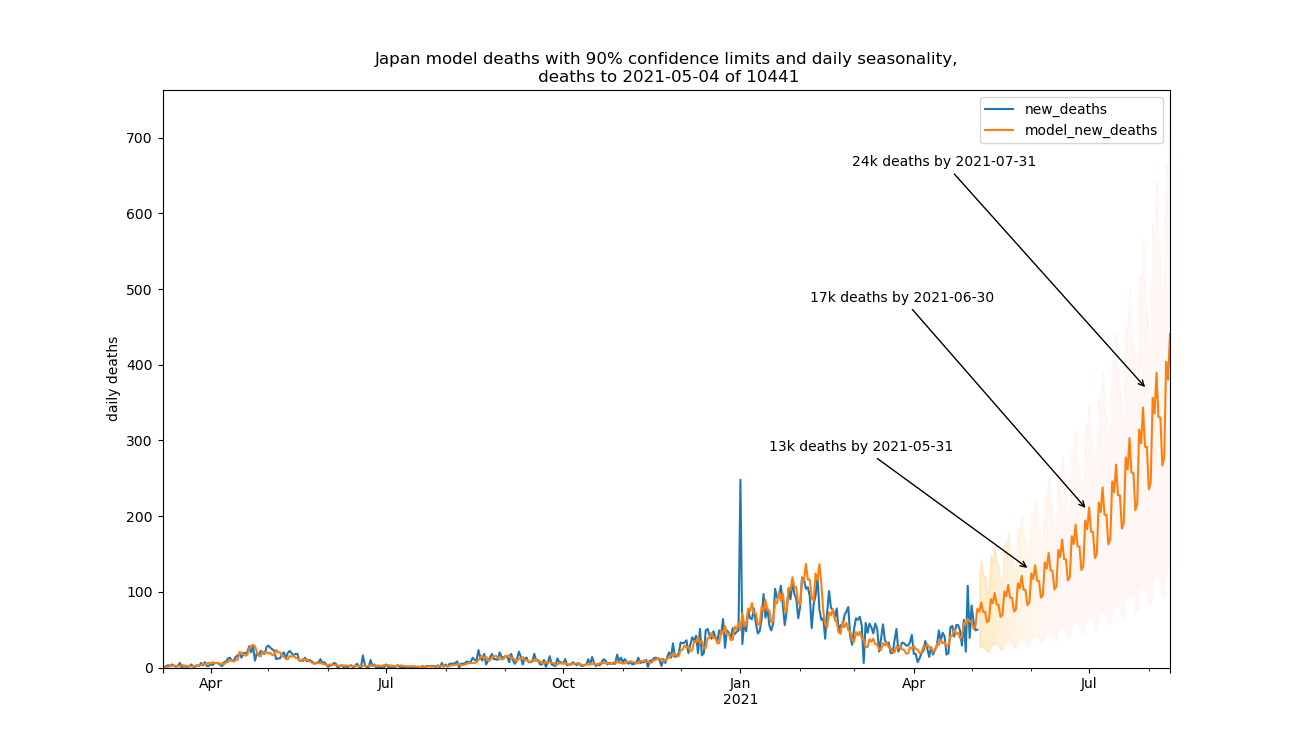 Japan model deaths with 90% confidence limits and daily seasonality,
deaths to 2021-05-04 of 10441
new_deaths
model_new_deaths
24k deaths by 2021-07-31
17k deaths by 2021-06-30
13k deaths by 2021-05-31
daily deaths
700
600
500
400
300
200
100
0
Apr
Jul
Oct
Jan
2021
Apr
Jul